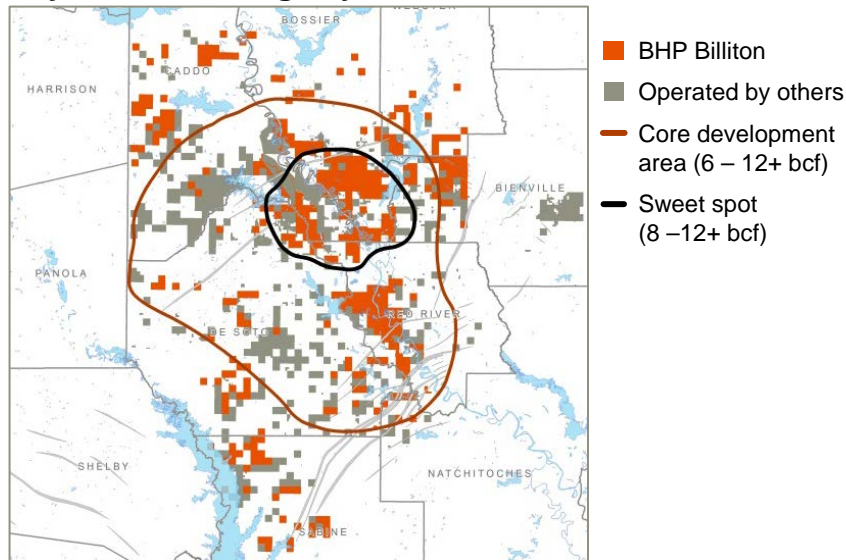 BOSSIER
CADDO
HARRISON
BIENVILLE
PANOLA
RED RIVER
DE SOTO
SHELBY
NATCHITOCHES
SABINE
BHP Billiton
Operated by others
Core development
area (6 – 12+ bcf)
Sweet spot
(8 –12+ bcf)